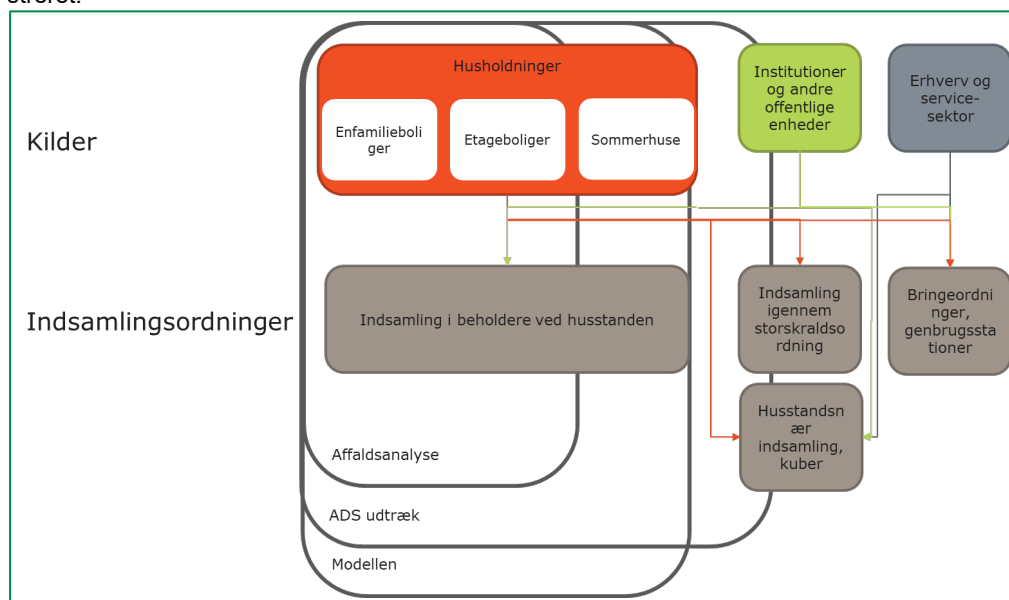 streret.
Husholdninger
Enfamilieboli
ger
Etageboliger
Sommerhuse
Institutioner
og andre
offentlige
enheder
Erhverv og
service-
sektor
Kilder
Indsamlingsordninger
Indsamling i beholdere ved husstanden
Indsamling
igennem
storskraldso
rdning
Bringeordni
nger,
genbrugssta
tioner
Husstandsn
ær
indsamling,
kuber
Affaldsanalyse
ADS udtræk
Modellen